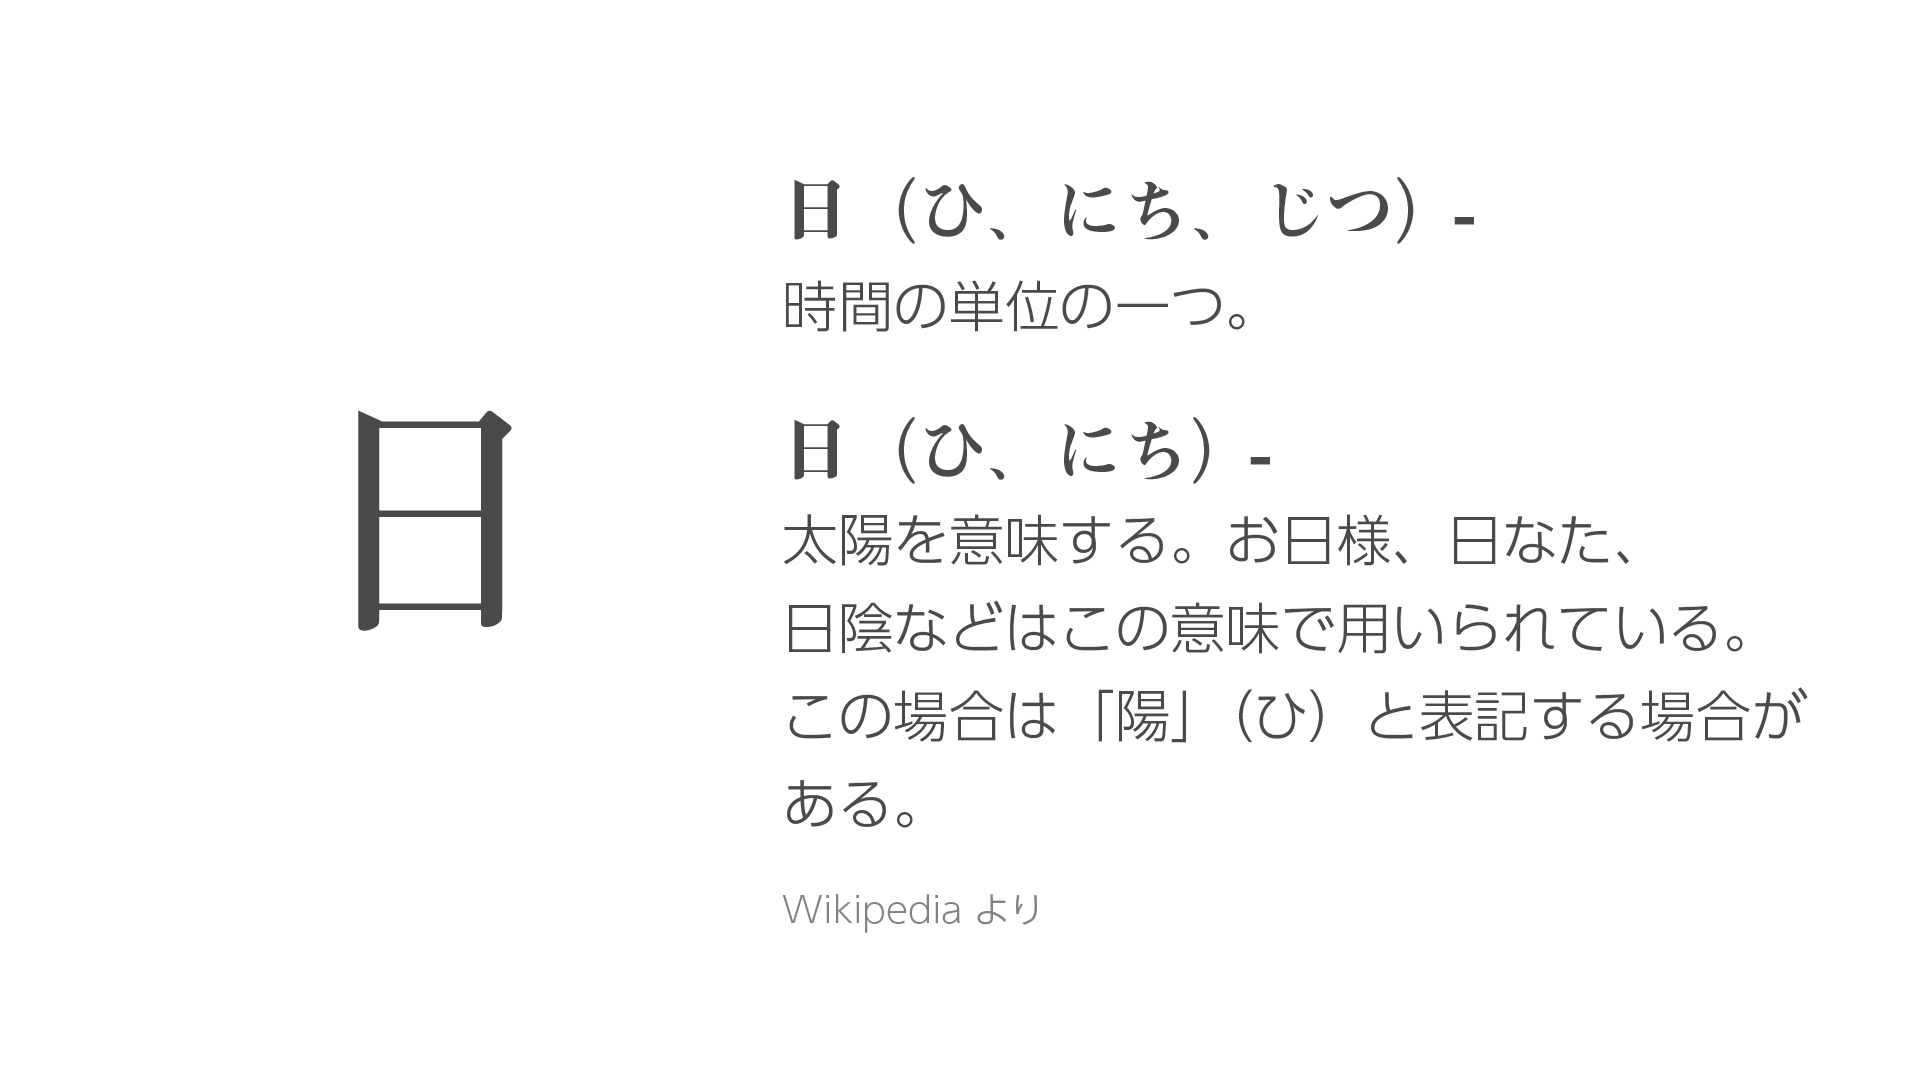 日
日（ひ、にち、じつ）-
時間の単位の一つ。
日（ひ、にち）-
太陽を意味する。お日様、日なた、
日陰などはこの意味で用いられている。
この場合は「陽」（ひ）と表記する場合が
ある。
Wikipedia より